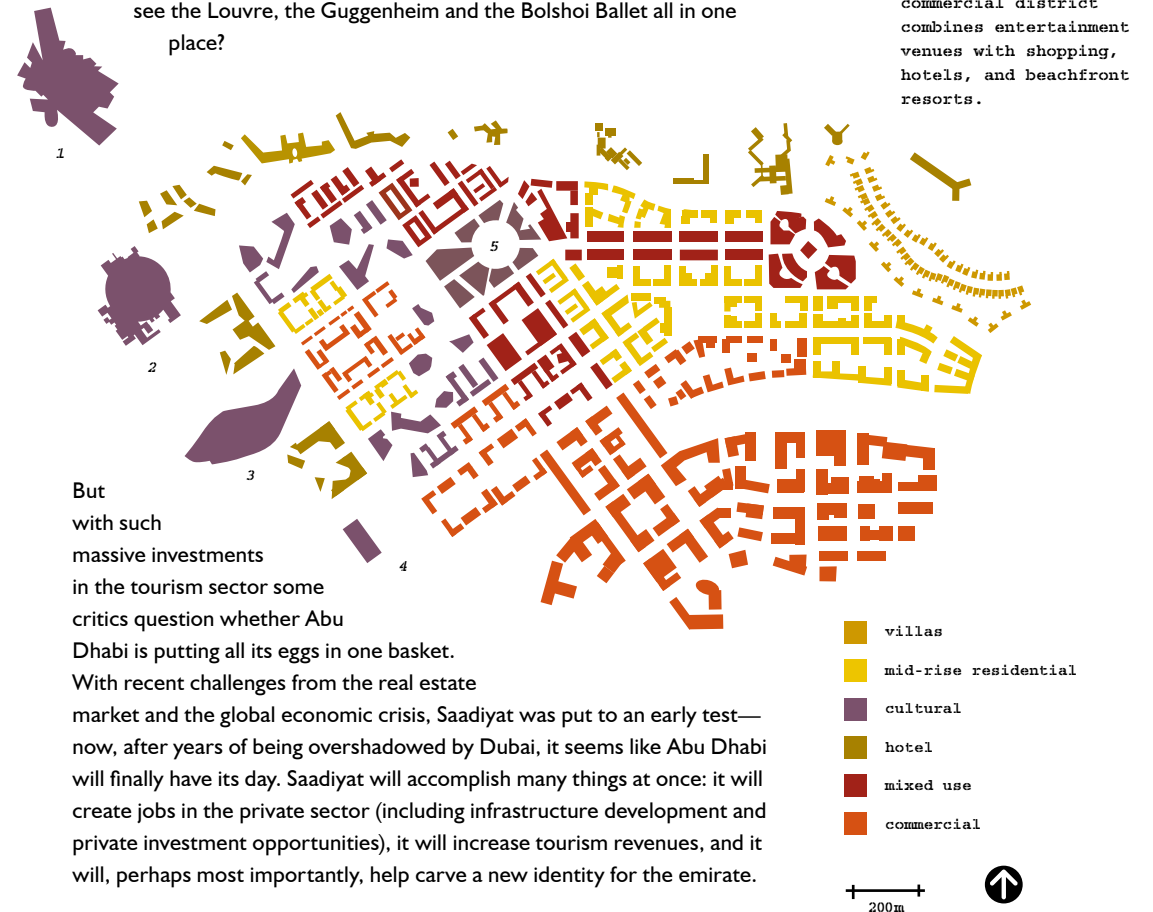 see the Louvre, the Guggenheim and the Bolshoi Ballet all in one
place?
commercial district
combines entertainment
venues with shopping,
hotels, and beachfront
resorts.
1
2
3
4
5
But
with such
massive investments
in the tourism sector some
critics question whether Abu
Dhabi is putting all its eggs in one basket.
With recent challenges from the real estate
market and the global economic crisis, Saadiyat was put to an early test—
now, after years of being overshadowed by Dubai, it seems like Abu Dhabi
will finally have its day. Saadiyat will accomplish many things at once: it will
create jobs in the private sector (including infrastructure development and
private investment opportunities), it will increase tourism revenues, and it
will, perhaps most importantly, help carve a new identity for the emirate.
villas
mid-rise residential
cultural
hotel
mixed use
commercial
200m